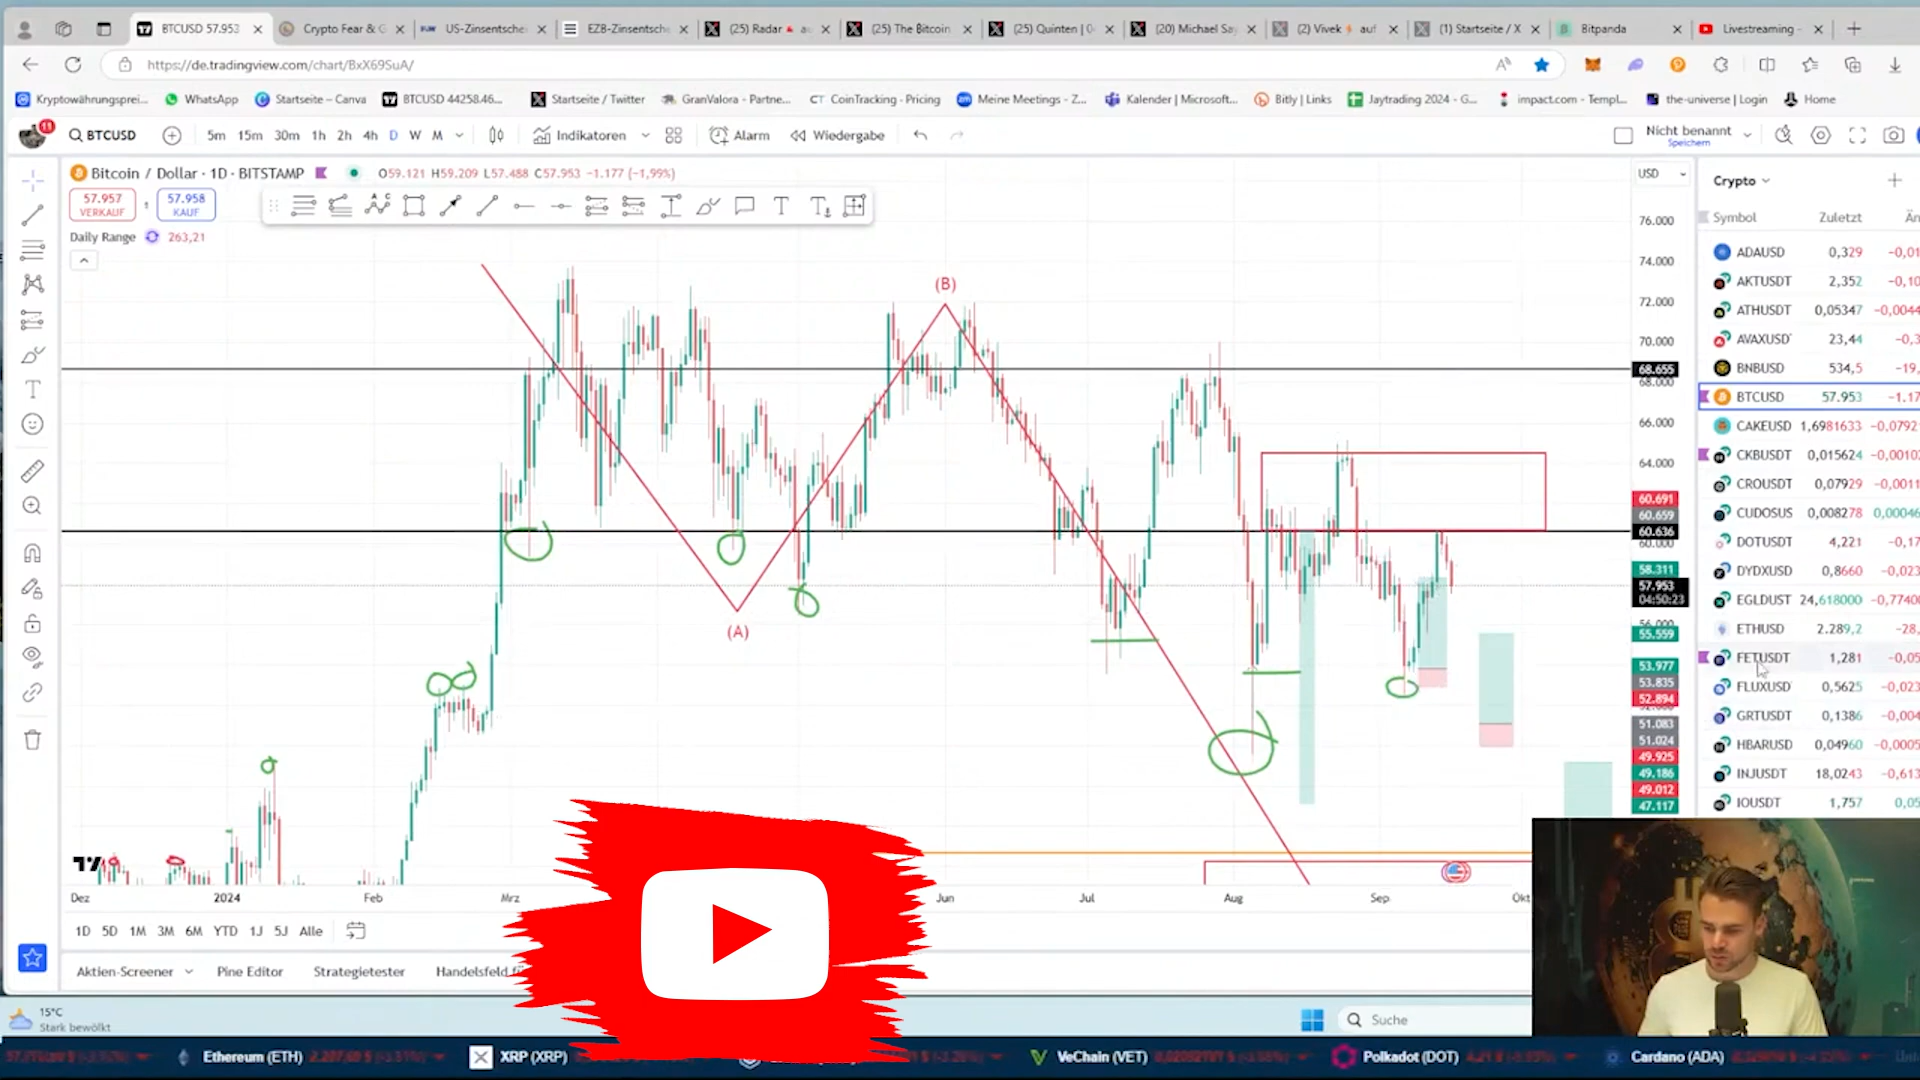 BTCUSD 57.953
Crypto Fear & G
US-Zinsentsche
EZB-Zinsentsche
(25) Radar
(25) The Bitcoin
(25) Quinten | 0
(20) Michael Say
(2) Vivek auf
(1) Startseite / X
Bitpanda
Livestreaming -
https://de.tradingview.com/chart/BxX69SuA/
Kryptowährungsprei...
WhatsApp
Startseite – Canva
BTCUSD 44258.46...
Startseite / Twitter
GranValora - Partne...
CoinTracking · Pricing
Meine Meetings - Z...
Kalender | Microsoft...
Bitly | Links
Jaytrading 2024 - G...
impact.com - Templ...
the-universe | Login
Home
11
BTCUSD
5m 15m 30m 1h 2h 4h D W M
Indikatoren
Alarm
Wiedergabe
Nicht benannt
Speichern
Bitcoin / Dollar · 1D · BITSTAMP
O59.121 H59.209 L57.488 C57.953 -1.177 (-1,99%)
57.957
VERKAUF
1
57.958
KAUF
Daily Range 263,21
(A)
(B)
USD
76.000
74.000
72.000
70.000
68.655
68.000
66.000
64.000
60.691
60.659
60.636
60.000
58.311
57.953
04:50:23
56.000
55.559
53.977
53.835
52.894
51.083
51.024
49.925
49.186
49.012
47.117
Crypto
Symbol Zuletzt Än
ADAUSD 0,329 -0,01
AKTUSDT 2,352 -0,10
ATHUSDT 0,05347 -0,0044
AVAXUSD 23,44 -0,3
BNBUSD 534,5 -19,
BTCUSD 57.953 -1.17
CAKEUSD 1,6981633 -0,0792
CKBUSDT 0,015624 -0,0010
CROUSDT 0,07929 -0,0011
CUDOSUS 0,008278 0,00046
DOTUSDT 4,221 -0,17
DYDXUSD 0,8660 -0,023
EGLDUST 24,618000 -0,7740
ETHUSD 2.289,2 -28,
FETUSDT 1,281 -0,05
FLUXUSD 0,5625 -0,023
GRTUSDT 0,1386 -0,004
HBARUSD 0,04960 -0,0005
INJUSDT 18,0243 -0,613
IOUSDT 1,757 0,05
Dez 2024 Feb Mrz Jun Jul Aug Sep Okt
1D 5D 1M 3M 6M YTD 1J 5J Alle
Aktien-Screener
Pine Editor
Strategietester
Handelsfeld
15°C
Stark bewölkt
Suche
Ethereum (ETH)
XRP (XRP)
VeChain (VET)
Polkadot (DOT)
Cardano (ADA)